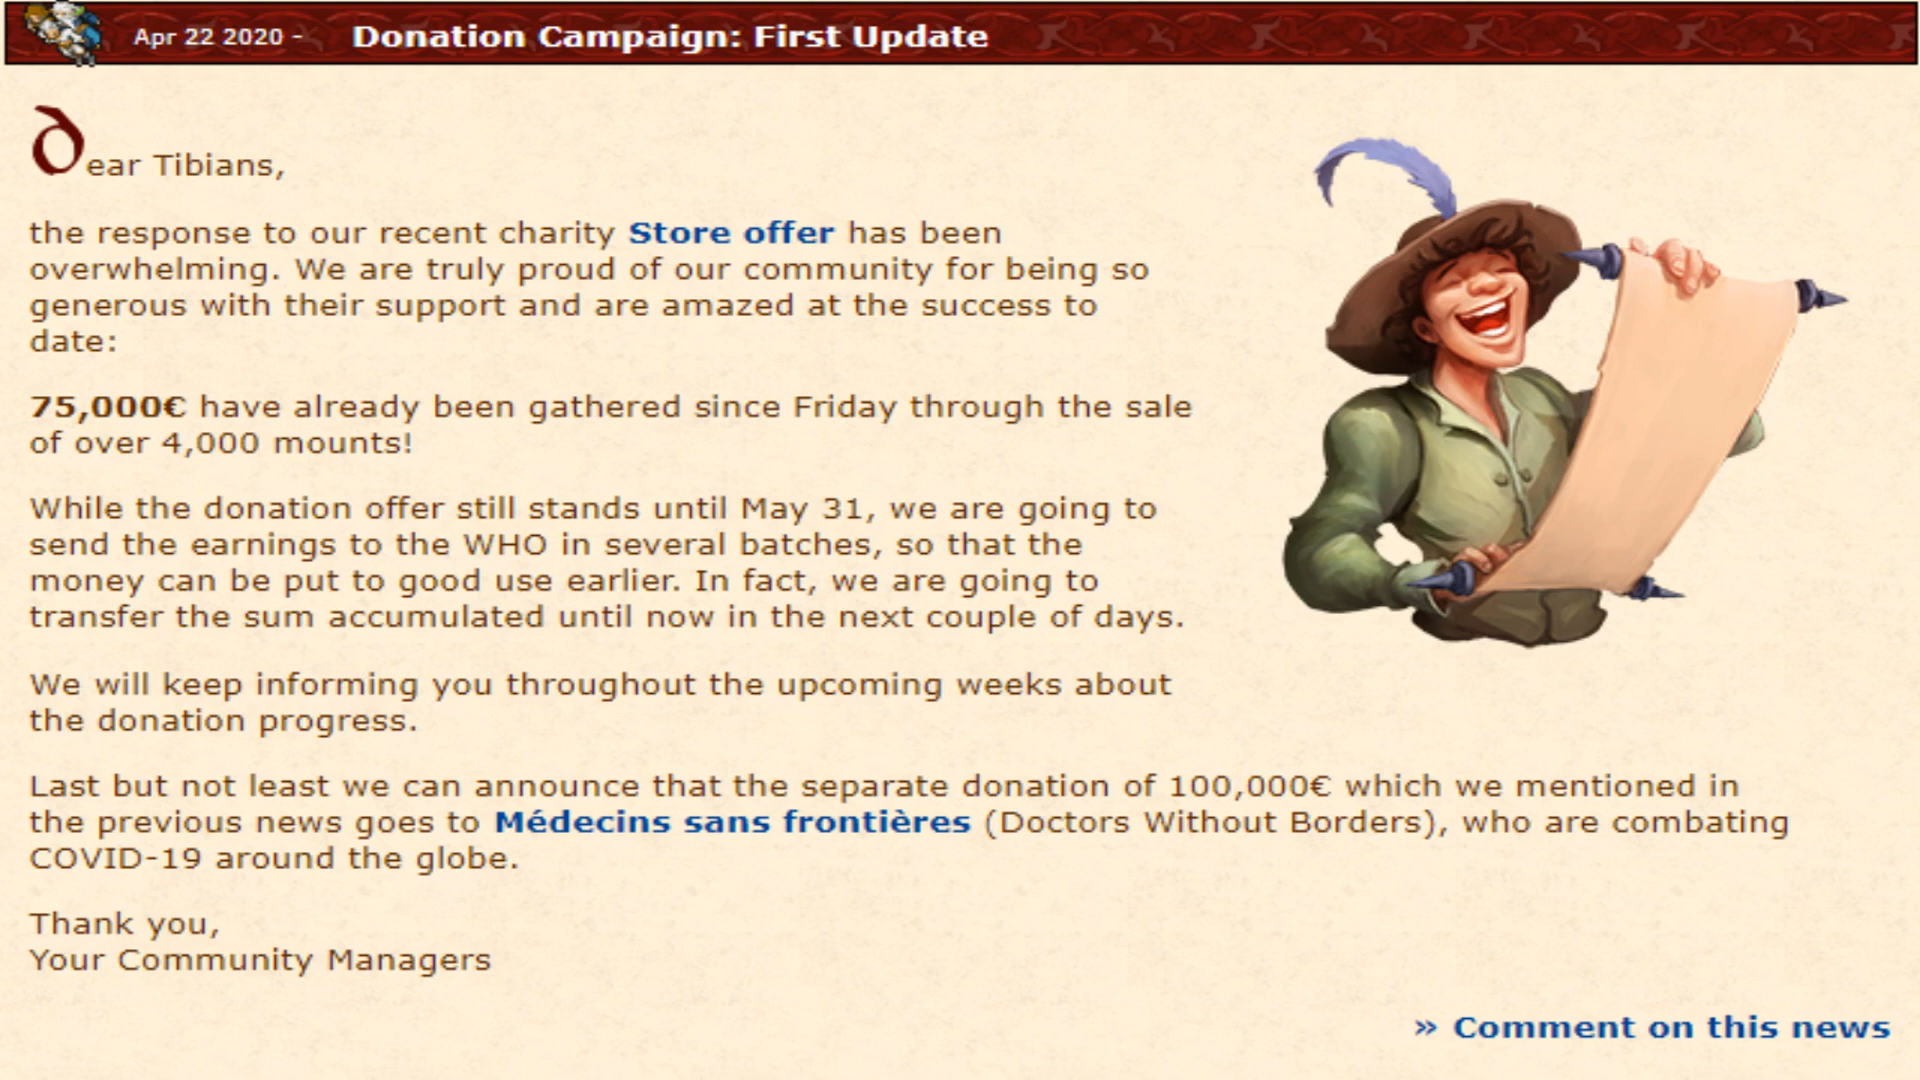 Apr 22 2020 - Donation Campaign: First Update
Dear Tibians,
the response to our recent charity Store offer has been
overwhelming. We are truly proud of our community for being so
generous with their support and are amazed at the success to
date:
75,000€ have already been gathered since Friday through the sale
of over 4,000 mounts!
While the donation offer still stands until May 31, we are going to
send the earnings to the WHO in several batches, so that the
money can be put to good use earlier. In fact, we are going to
transfer the sum accumulated until now in the next couple of days.
We will keep informing you throughout the upcoming weeks about
the donation progress.
Last but not least we can announce that the separate donation of 100,000€ which we mentioned in
the previous news goes to Médecins sans frontières (Doctors Without Borders), who are combating
COVID-19 around the globe.
Thank you,
Your Community Managers
» Comment on this news